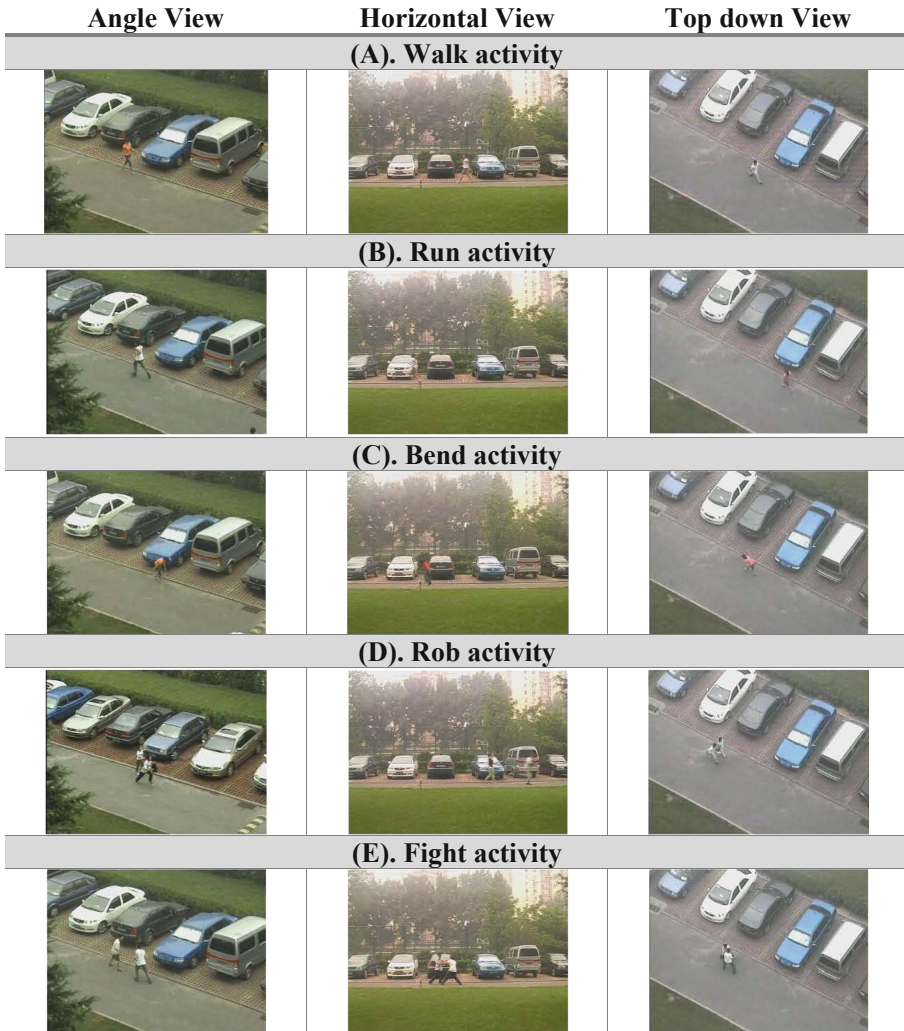 Angle View Horizontal View Top down View
(A). Walk activity
(B). Run activity
(C). Bend activity
(D). Rob activity
(E). Fight activity